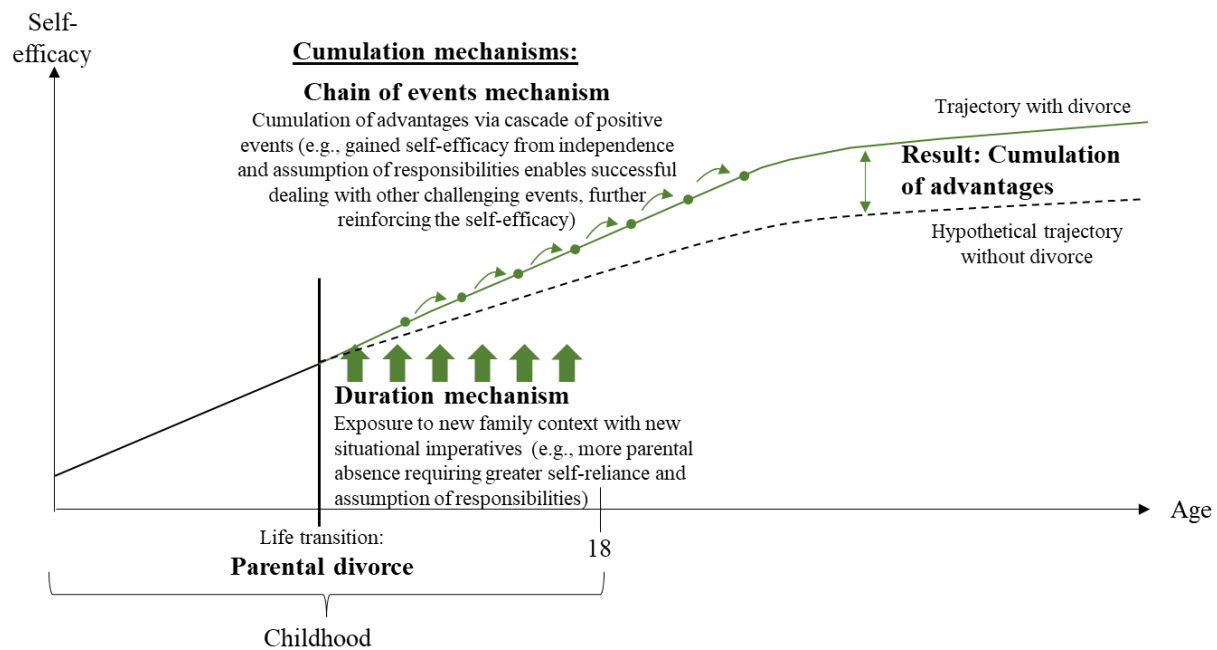 Self-
efficacy
Cumulation mechanisms:
Chain of events mechanism
Cumulation of advantages via cascade of positive
events (e.g., gained self-efficacy from independence
and assumption of responsibilities enables successful
dealing with other challenging events, further
reinforcing the self-efficacy)
Trajectory with divorce
Result: Cumulation
of advantages
Hypothetical trajectory
without divorce
Duration mechanism
Exposure to new family context with new
situational imperatives (e.g., more parental
absence requiring greater self-reliance and
assumption of responsibilities)
Age
Life transition:
Parental divorce
18
Childhood